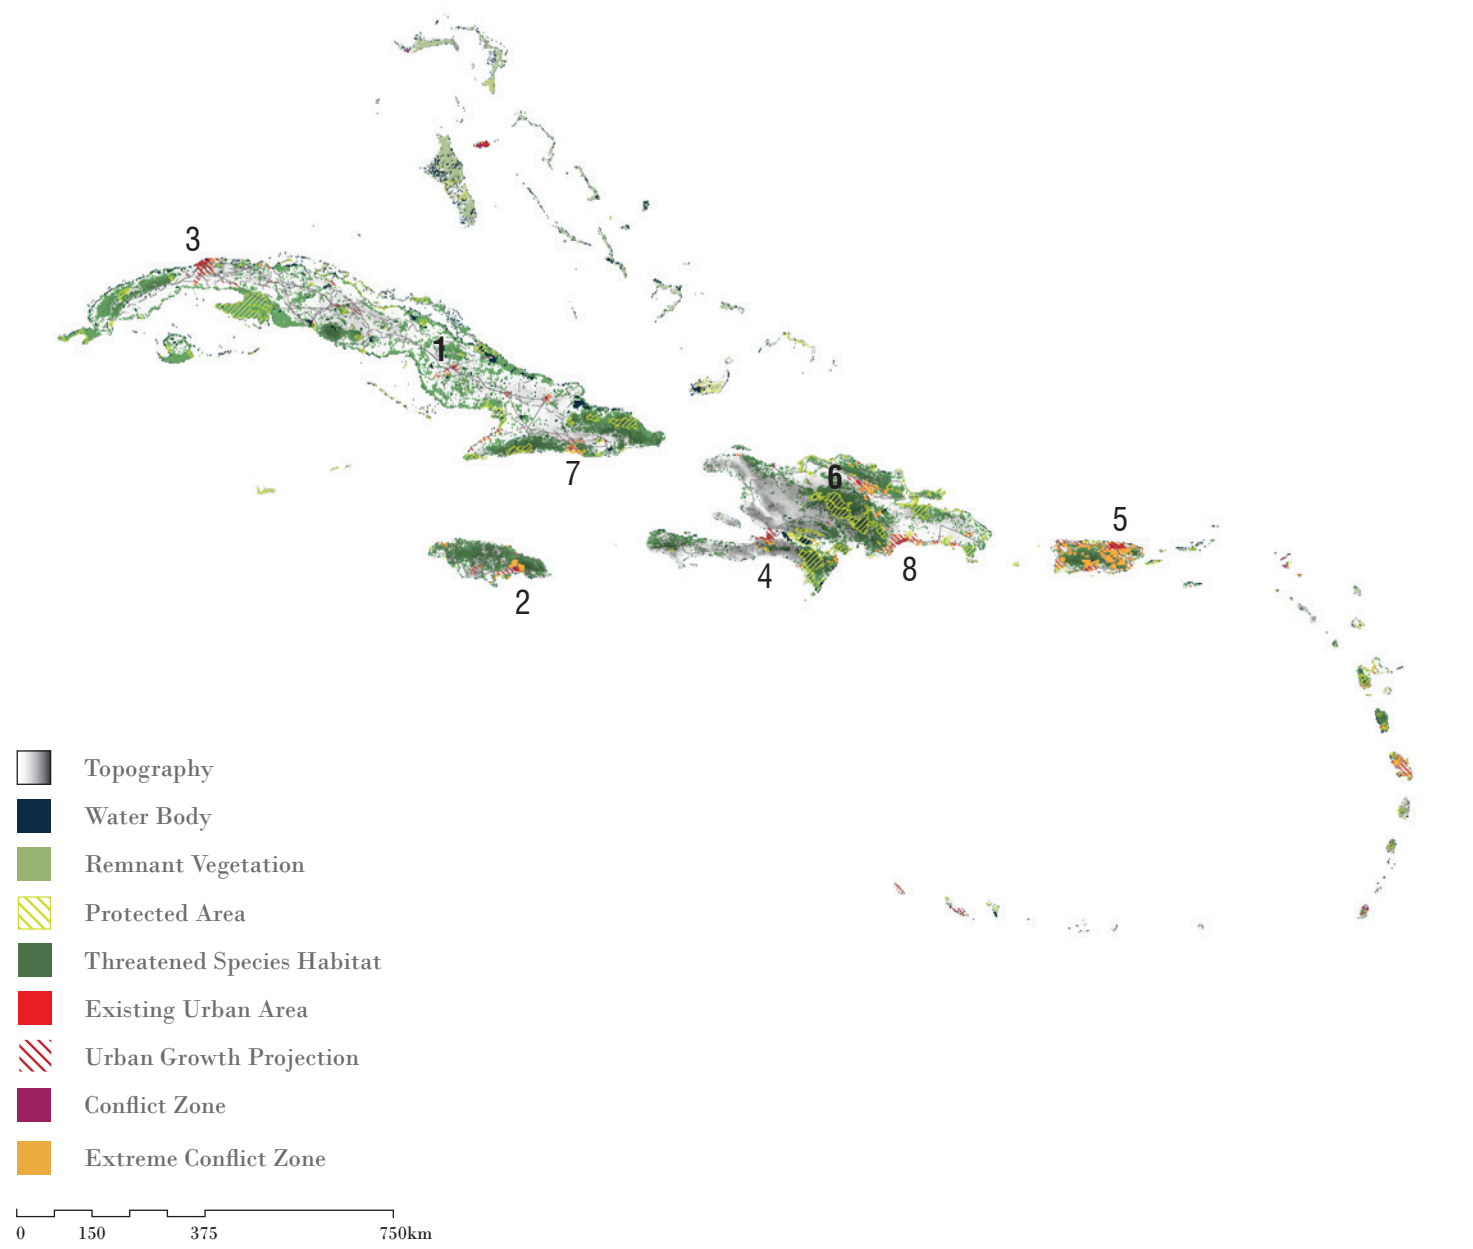 3
1
7
6
5
4
8
2
Topography
Water Body
Remnant Vegetation
Protected Area
Threatened Species Habitat
Existing Urban Area
Urban Growth Projection
Conflict Zone
Extreme Conflict Zone
0 150 375 750km